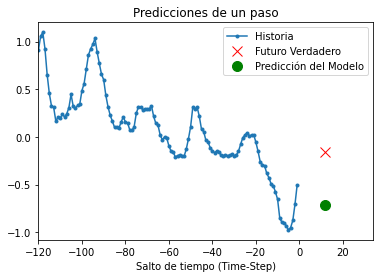 Predicciones de un paso
Historia
Futuro Verdadero
Predicción del Modelo
1.0
0.5
0.0
−0.5
−1.0
−120 −100 −80 −60 −40 −20 0 20
Salto de tiempo (Time-Step)